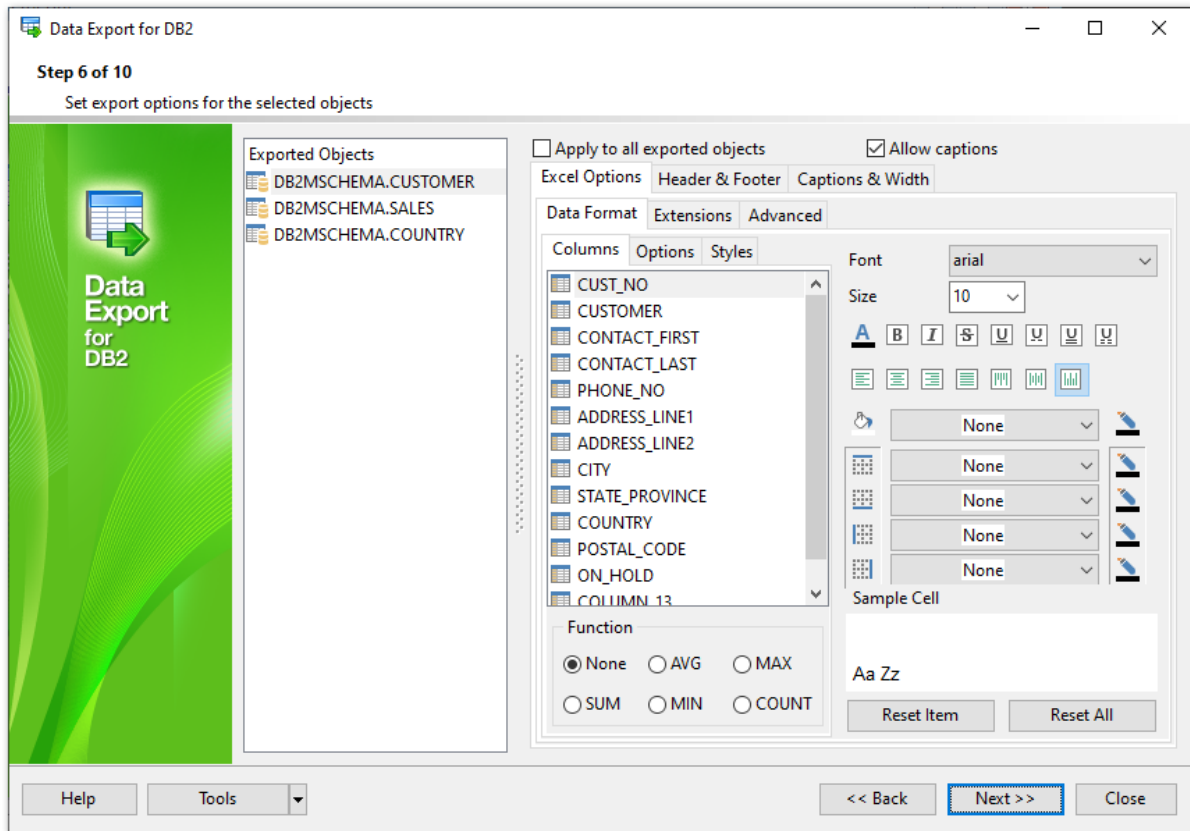 Data Export for DB2
Step 6 of 10
Set export options for the selected objects
Data
Export
for
DB2
Exported Objects
DB2MSCHEMA.CUSTOMER
DB2MSCHEMA.SALES
DB2MSCHEMA.COUNTRY
Apply to all exported objects
Allow captions
Excel Options
Header & Footer
Captions & Width
Data Format
Extensions
Advanced
Columns
Options
Styles
CUST_NO
CUSTOMER
CONTACT_FIRST
CONTACT_LAST
PHONE_NO
ADDRESS_LINE1
ADDRESS_LINE2
CITY
STATE_PROVINCE
COUNTRY
POSTAL_CODE
ON_HOLD
COLUMN_13
Function
None
AVG
MAX
SUM
MIN
COUNT
Font
arial
Size
10
A B I S U U U U
None
None
None
None
None
Sample Cell
Aa Zz
Reset Item
Reset All
Help
Tools
<< Back
Next >>
Close